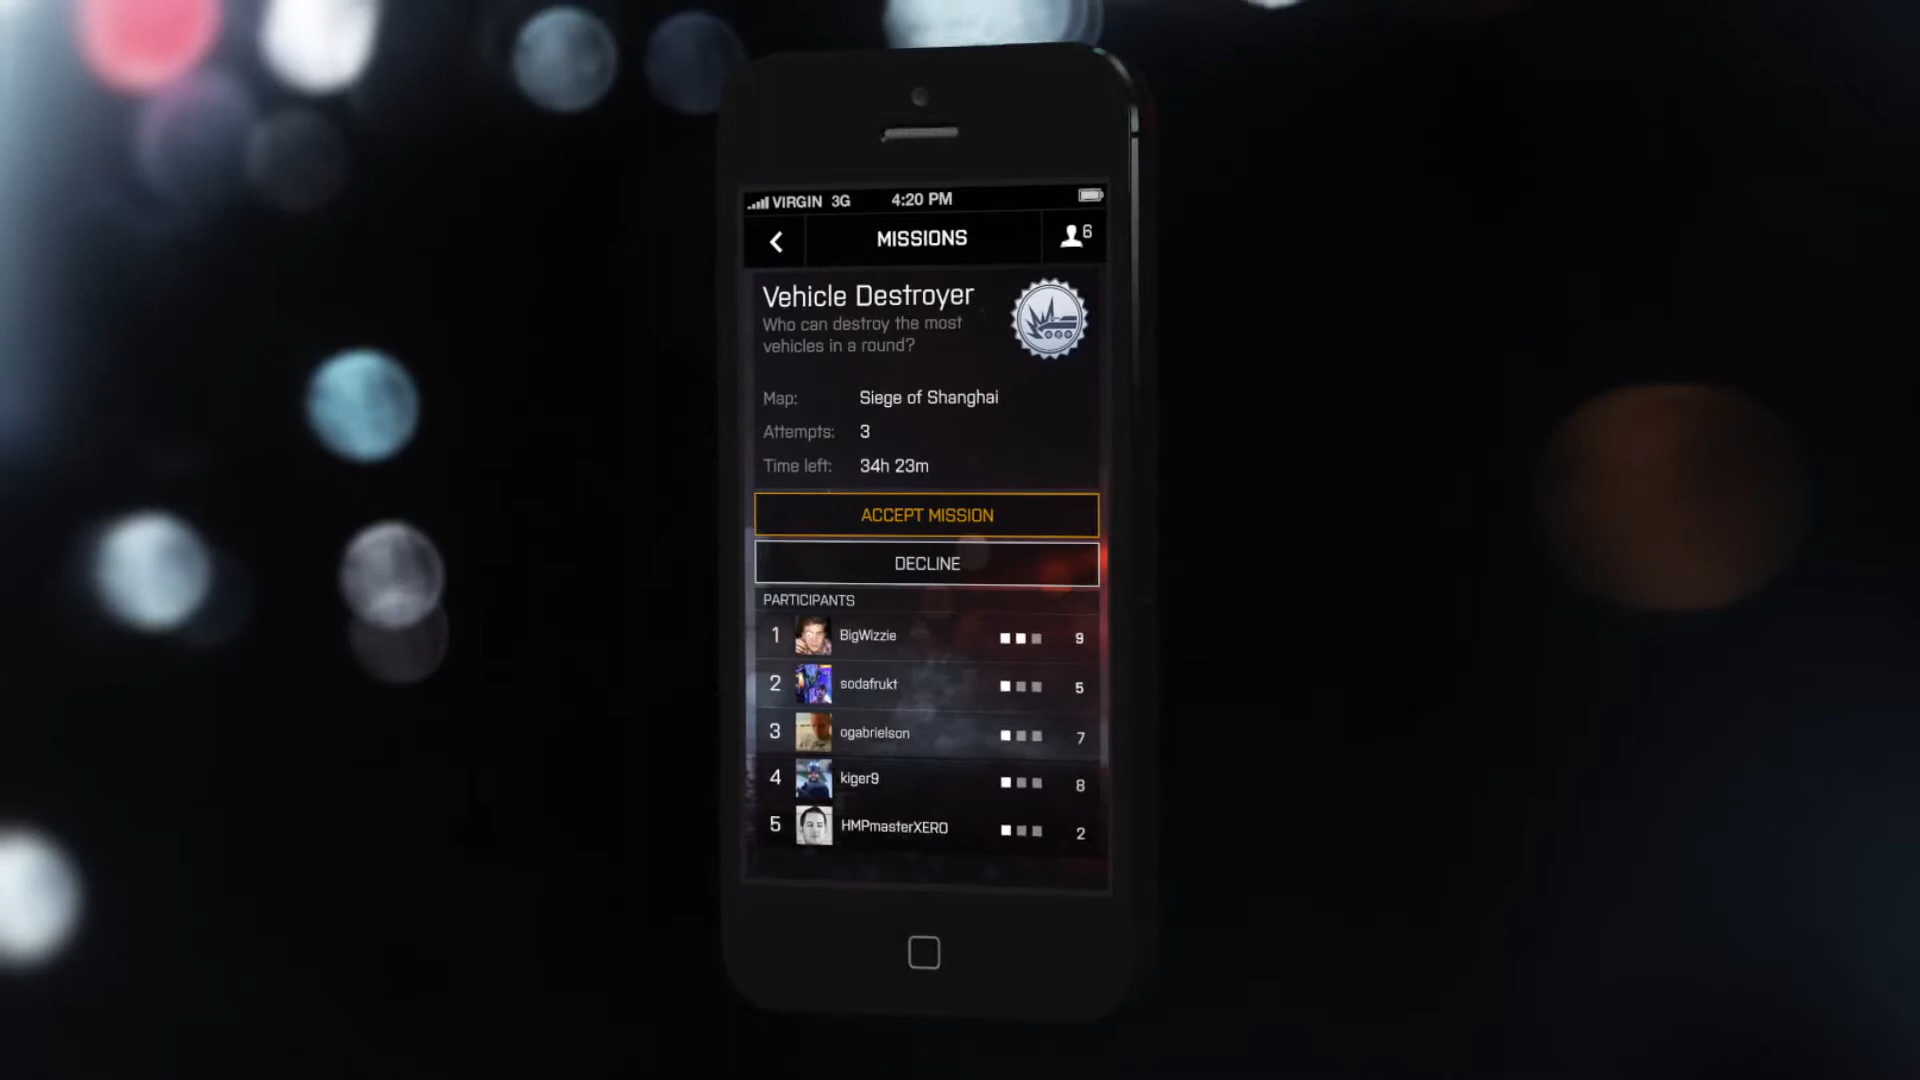 VIRGIN 3G 4:20 PM
MISSIONS 6
Vehicle Destroyer
Who can destroy the most
vehicles in a round?
Map: Siege of Shanghai
Attempts: 3
Time left: 34h 23m
ACCEPT MISSION
DECLINE
PARTICIPANTS
1 BigWizzie 9
2 sodafrukt 5
3 ogabrielson 7
4 kiger9 8
5 HMPmasterXERO 2